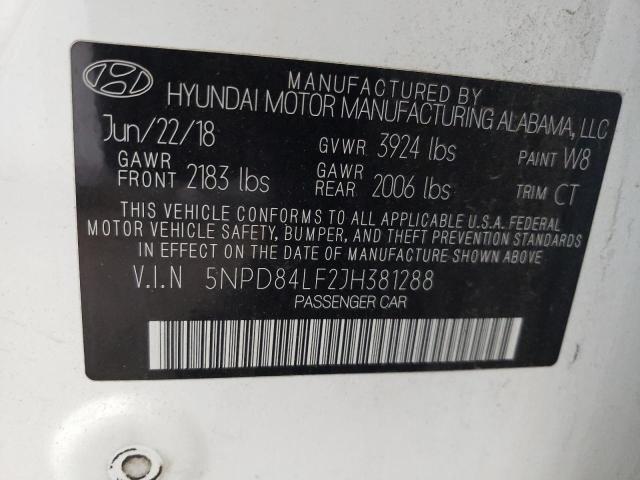 MANUFACTURED BY
HYUNDAI MOTOR MANUFACTURING ALABAMA, LLC
Jun/22/18 GVWR 3924 lbs PAINT W8
GAWR FRONT 2183 lbs GAWR REAR 2006 lbs TRIM CT
THIS VEHICLE CONFORMS TO ALL APPLICABLE U.S.A. FEDERAL
MOTOR VEHICLE SAFETY, BUMPER, AND THEFT PREVENTION STANDARDS
IN EFFECT ON THE DATE OF MANUFACTURE SHOWN ABOVE.
V.I.N 5NPD84LF2JH381288
PASSENGER CAR